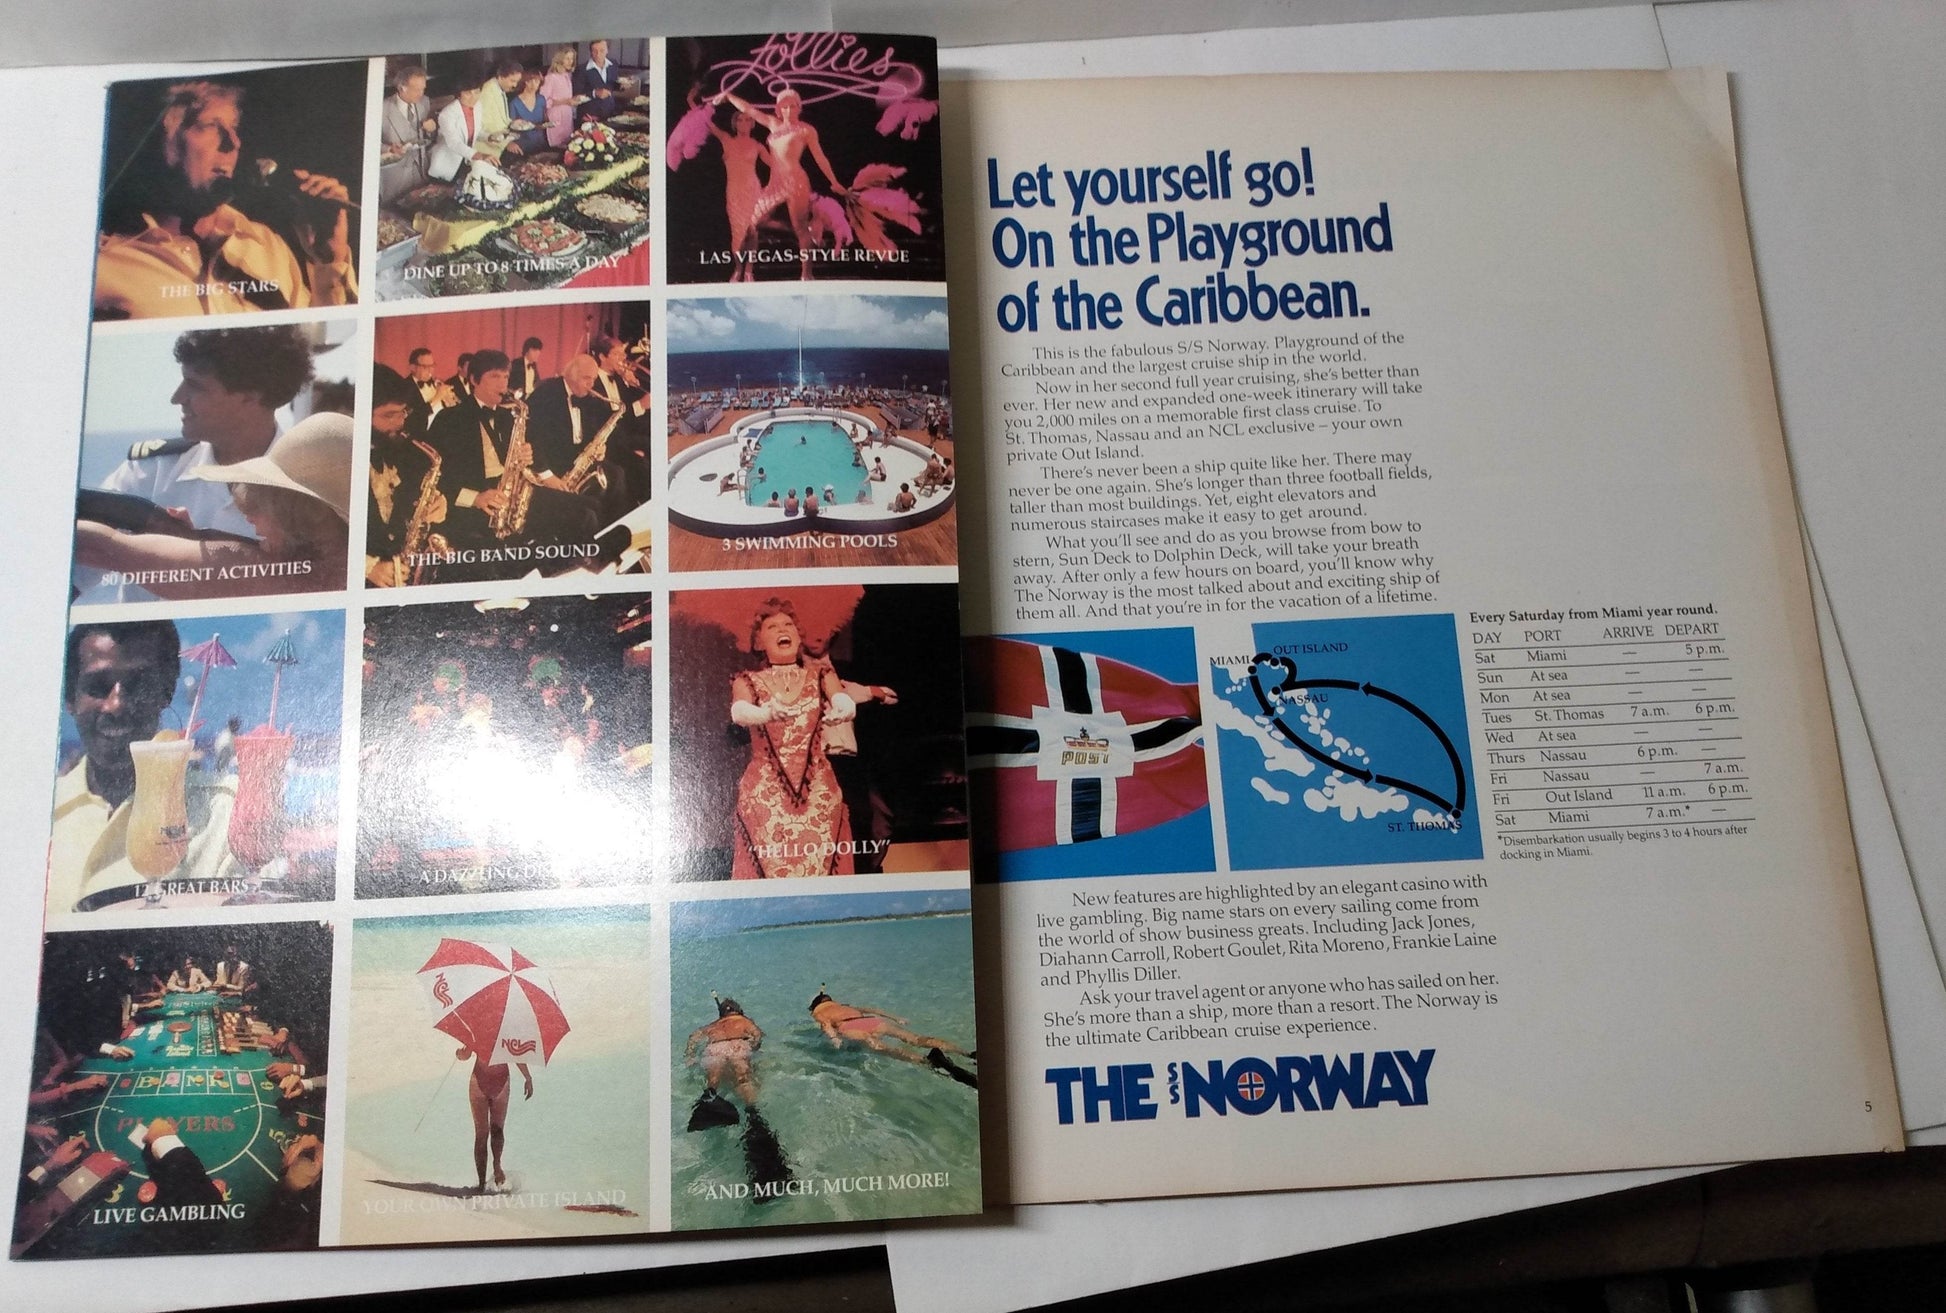 Follies
THE BIG STARS
DINE UP TO 8 TIMES A DAY
LAS VEGAS-STYLE REVUE
80 DIFFERENT ACTIVITIES
THE BIG BAND SOUND
3 SWIMMING POOLS
NCL
12 GREAT BARS
A DAZZLING
"HELLO DOLLY"
BANK
PLAYERS
LIVE GAMBLING
NCL
NCL
YOUR OWN PRIVATE ISLAND
AND MUCH, MUCH MORE!
Let yourself go!
On the Playground
of the Caribbean.
This is the fabulous S/S Norway. Playground of the
Caribbean and the largest cruise ship in the world.
Now in her second full year cruising, she's better than
ever. Her new and expanded one-week itinerary will take
you 2,000 miles on a memorable first class cruise. To
St. Thomas, Nassau and an NCL exclusive – your own
private Out Island.
There's never been a ship quite like her. There may
never be one again. She's longer than three football fields,
taller than most buildings. Yet, eight elevators and
numerous staircases make it easy to get around.
What you'll see and do as you browse from bow to
stern, Sun Deck to Dolphin Deck, will take your breath
away. After only a few hours on board, you'll know why
The Norway is the most talked about and exciting ship of
them all. And that you're in for the vacation of a lifetime.
POST
MIAMI
OUT ISLAND
NASSAU
ST. THOMAS
Every Saturday from Miami year round.
DAY PORT ARRIVE DEPART
Sat Miami — 5 p.m.
Sun At sea — —
Mon At sea — —
Tues St. Thomas 7 a.m. 6 p.m.
Wed At sea — —
Thurs Nassau 6 p.m. —
Fri Nassau — 7 a.m.
Fri Out Island 11 a.m. 6 p.m.
Sat Miami 7 a.m.* —
*Disembarkation usually begins 3 to 4 hours after
docking in Miami.
New features are highlighted by an elegant casino with
live gambling. Big name stars on every sailing come from
the world of show business greats. Including Jack Jones,
Diahann Carroll, Robert Goulet, Rita Moreno, Frankie Laine
and Phyllis Diller.
Ask your travel agent or anyone who has sailed on her.
She's more than a ship, more than a resort. The Norway is
the ultimate Caribbean cruise experience.
THE S/S NORWAY
5